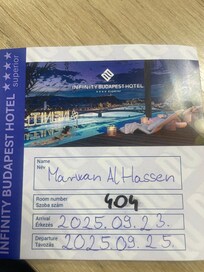 INFINITY BUDAPEST HOTEL
★★★★ superior
INFINITY BUDAPEST HOTEL
★★★★ superior
Name
Név
Marwan Al Hassen
Room number
Szoba szám
404
Arrival
Érkezés
2025.09.23.
Departure
Távozás
2025.09.25.